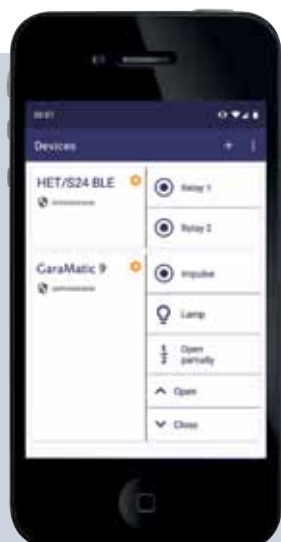 Devices
HET/S24 BLE
Relay 1
Relay 2
GaraMatic 9
Impulse
Lamp
Open
partially
Open
Close